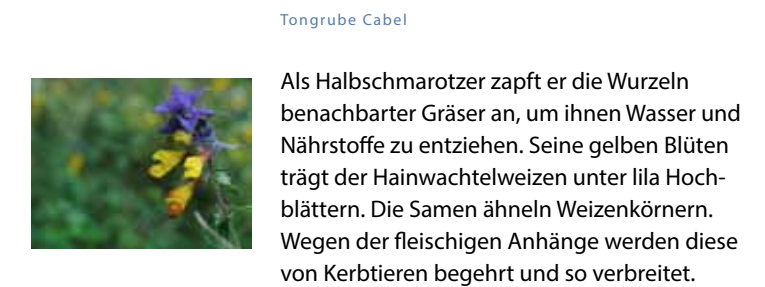 Tongrube Cabel
Als Halbschmarotzer zapft er die Wurzeln
benachbarter Gräser an, um ihnen Wasser und
Nährstoffe zu entziehen. Seine gelben Blüten
trägt der Hainwachtelweizen unter lila Hoch-
blättern. Die Samen ähneln Weizenkörnern.
Wegen der fleischigen Anhänge werden diese
von Kerbtieren begehrt und so verbreitet.